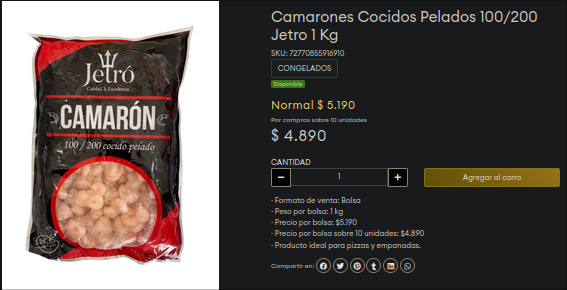 Jetró
Calidad & Excelencia
CAMARÓN
100 / 200 cocido pelado
Camarones Cocidos Pelados 100/200
Jetro 1 Kg
SKU: 72770855916910
CONGELADOS
Disponible
Normal $ 5.190
Por compras sobre 10 unidades
$ 4.890
CANTIDAD
− 1 +
Agregar al carro
· Formato de venta: Bolsa
· Peso por bolsa: 1 kg
· Precio por bolsa: $5.190
· Precio por bolsa sobre 10 unidades: $4.890
· Producto ideal para pizzas y empanadas.
Compartir en: